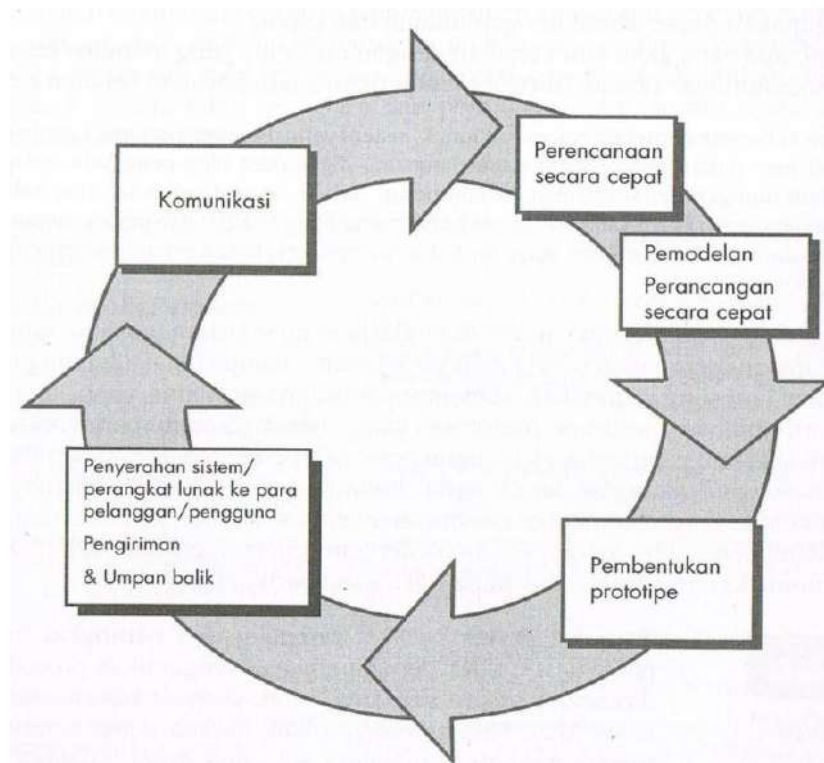 Komunikasi
Perencanaan
secara cepat
Pemodelan
Perancangan
secara cepat
Pembentukan
prototipe
Penyerahan sistem/
perangkat lunak ke para
pelanggan/pengguna
Pengiriman
& Umpan balik